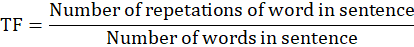 TF = Number of repetations of word in sentence
Number of words in sentence